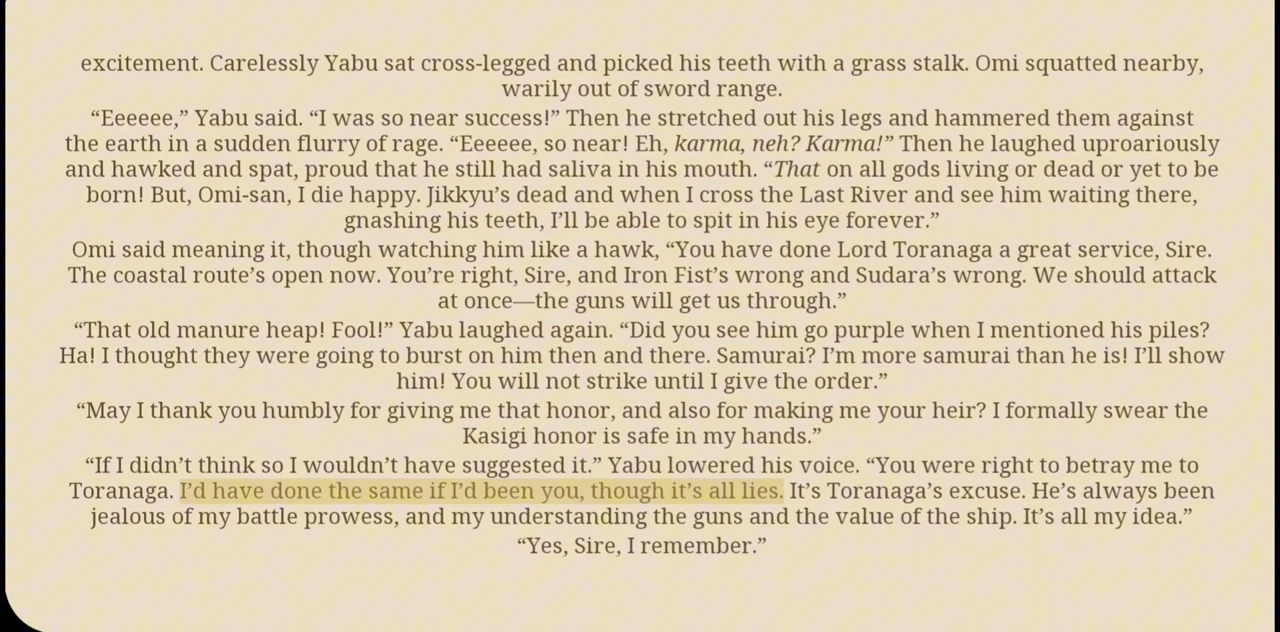 excitement. Carelessly Yabu sat cross-legged and picked his teeth with a grass stalk. Omi squatted nearby,
warily out of sword range.
“Eeeeee,” Yabu said. “I was so near success!” Then he stretched out his legs and hammered them against
the earth in a sudden flurry of rage. “Eeeeee, so near! Eh, karma, neh? Karma!” Then he laughed uproariously
and hawked and spat, proud that he still had saliva in his mouth. “That on all gods living or dead or yet to be
born! But, Omi-san, I die happy. Jikkyu’s dead and when I cross the Last River and see him waiting there,
gnashing his teeth, I’ll be able to spit in his eye forever.”
Omi said meaning it, though watching him like a hawk, “You have done Lord Toranaga a great service, Sire.
The coastal route’s open now. You’re right, Sire, and Iron Fist’s wrong and Sudara’s wrong. We should attack
at once—the guns will get us through.”
“That old manure heap! Fool!” Yabu laughed again. “Did you see him go purple when I mentioned his piles?
Ha! I thought they were going to burst on him then and there. Samurai? I’m more samurai than he is! I’ll show
him! You will not strike until I give the order.”
“May I thank you humbly for giving me that honor, and also for making me your heir? I formally swear the
Kasigi honor is safe in my hands.”
“If I didn’t think so I wouldn’t have suggested it.” Yabu lowered his voice. “You were right to betray me to
Toranaga. I’d have done the same if I’d been you, though it’s all lies. It’s Toranaga’s excuse. He’s always been
jealous of my battle prowess, and my understanding the guns and the value of the ship. It’s all my idea.”
“Yes, Sire, I remember.”